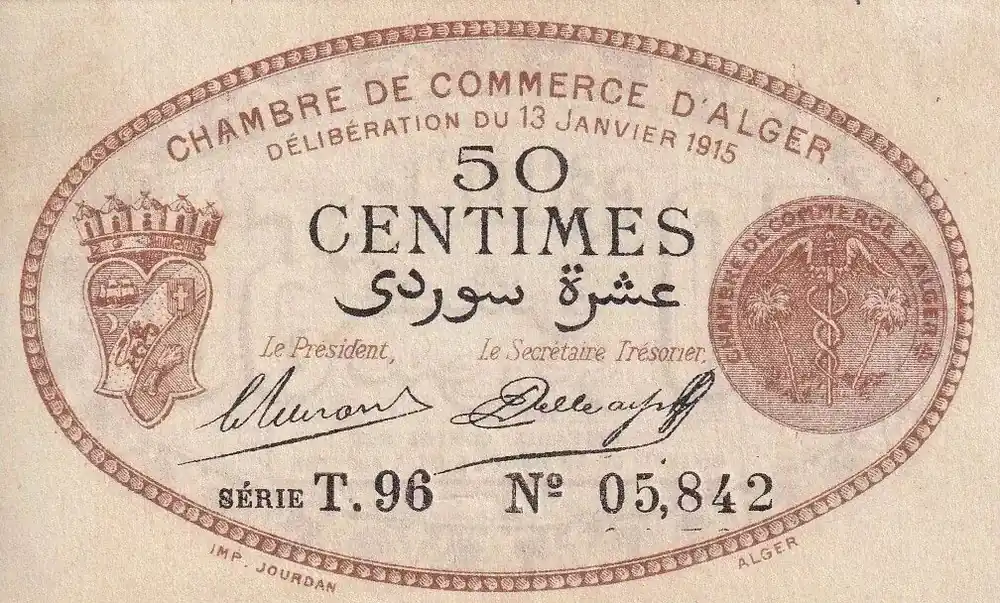 CHAMBRE DE COMMERCE D'ALGER
DÉLIBÉRATION DU 13 JANVIER 1915
50
CENTIMES
عشرة سوردى
CHAMBRE DE COMMERCE D'ALGER
Le Président,
Le Secrétaire Trésorier,
SÉRIE T. 96 Nº 05,842
IMP. JOURDAN
ALGER